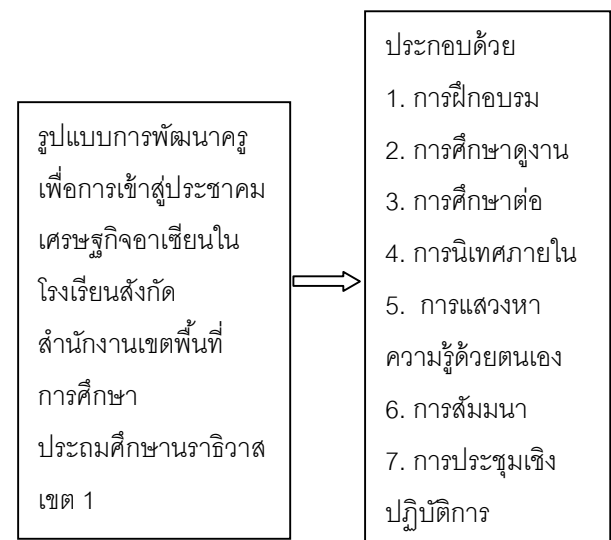 รูปแบบการพัฒนาครู
เพื่อการเข้าสู่ประชาคม
เศรษฐกิจอาเซียนใน
โรงเรียนสังกัด
สำนักงานเขตพื้นที่
การศึกษา
ประถมศึกษานราธิวาส
เขต 1
ประกอบด้วย
1. การฝึกอบรม
2. การศึกษาดูงาน
3. การศึกษาต่อ
4. การนิเทศภายใน
5. การแสวงหา
ความรู้ด้วยตนเอง
6. การสัมมนา
7. การประชุมเชิง
ปฏิบัติการ